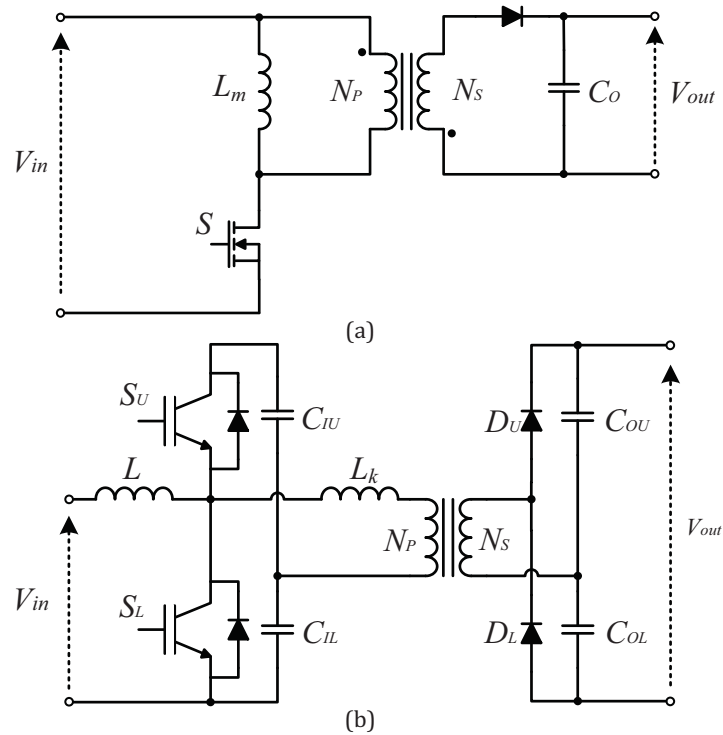 L_m
N_P
N_S
C_O
V_out
V_in
S
(a)
S_U
C_IU
D_U
C_OU
L
L_k
N_P
N_S
V_out
V_in
S_L
C_IL
D_L
C_OL
(b)